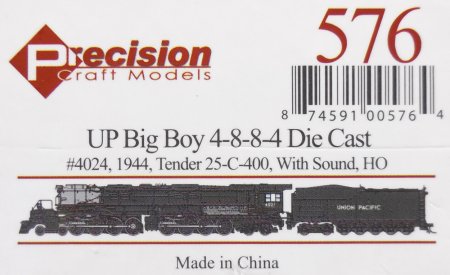 Precision
Craft Models
576
8 74591 00576 4
UP Big Boy 4-8-8-4 Die Cast
#4024, 1944, Tender 25-C-400, With Sound, HO
UNION PACIFIC
Made in China